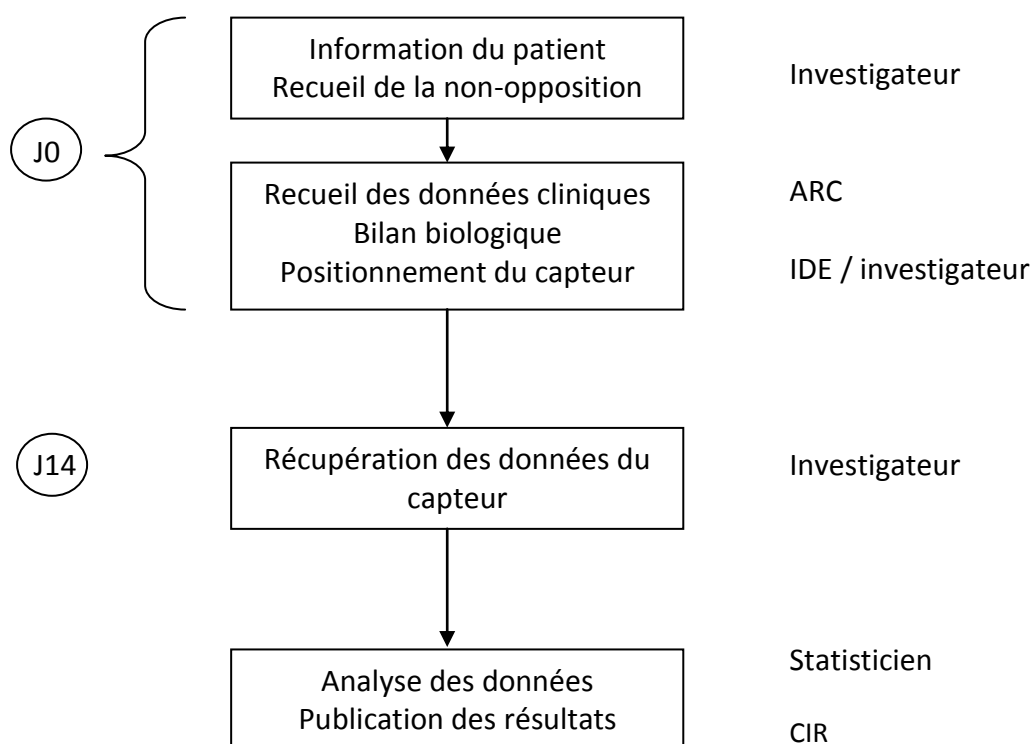 Information du patient
Recueil de la non-opposition
Investigateur
J0
Recueil des données cliniques
Bilan biologique
Positionnement du capteur
ARC
IDE / investigateur
J14
Récupération des données du
capteur
Investigateur
Analyse des données
Publication des résultats
Statisticien
CIR